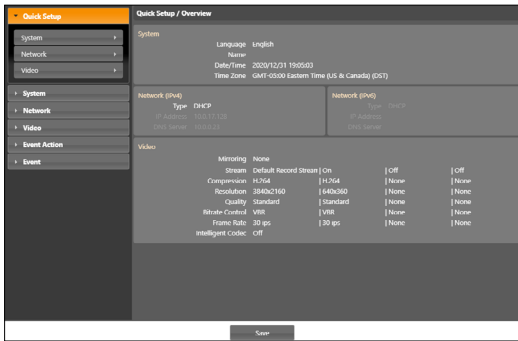 Quick Setup
System
Network
Video
System
Network
Video
Event Action
Event
Quick Setup / Overview
System
Language English
Name
Date/Time 2020/12/31 19:05:03
Time Zone GMT-05:00 Eastern Time (US & Canada) (DST)
Network (IPv4)
Type DHCP
IP Address
DNS Server
Network (IPv6)
Type DHCP
IP Address
DNS Server
Video
Mirroring None
Stream Default Record Stream | On | Off | Off
Compression H.264 | H.264 | None | None
Resolution 3840x2160 | 640x360 | None | None
Quality Standard | Standard | None | None
Bitrate Control VBR | VBR | None | None
Frame Rate 30 ips | 30 ips | None | None
Intelligent Codec Off
Save